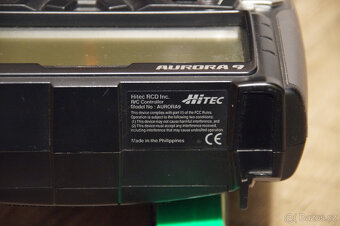 AURORA 9
Hitec RCD Inc.
R/C Controller
Model No : AURORA9
HiTEC
This device complies with part 15 of the FCC Rules.
Operation is subject to the following two conditions:
(1) This device may not cause harmful interference, and
(2) This device must accept any interference received,
including interference that may cause undesired operation.
Made in the Philippines
CE